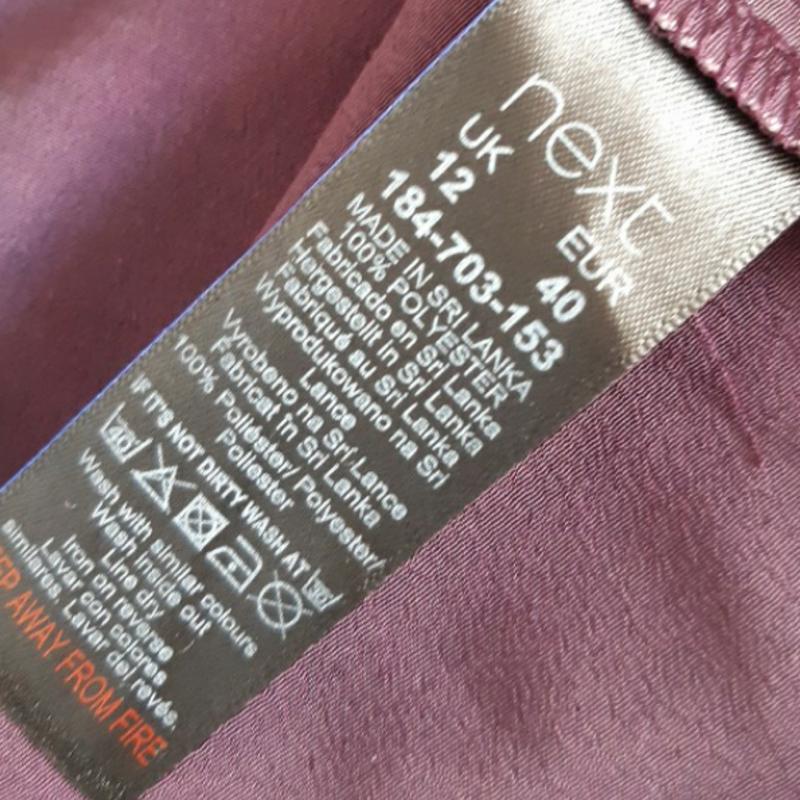 next
UK EUR
12 40
184-703-153
MADE IN SRI LANKA
100% POLYESTER
Fabricado en Sri Lanka
Hergestellt in Sri Lanka
Fabriqué au Sri Lanka
Wyprodukowano na Sri
Lance
Vyrobeno na Srí Lance
Fabricat în Sri Lanka
100% Poliéster/ Polyester/
Poliester
IF IT'S NOT DIRTY WASH AT 30
Wash with similar colours
Wash inside out
Line dry
Iron on reverse
Lavar con colores
similares. Lavar del revés.
AWAY FROM FIRE